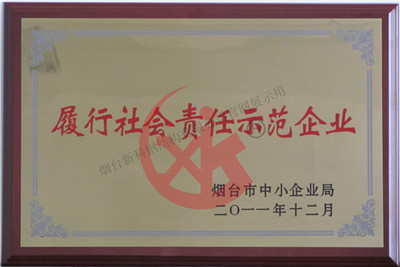 履行社会责任示范企业
烟台市中小企业局
二〇一一年十二月